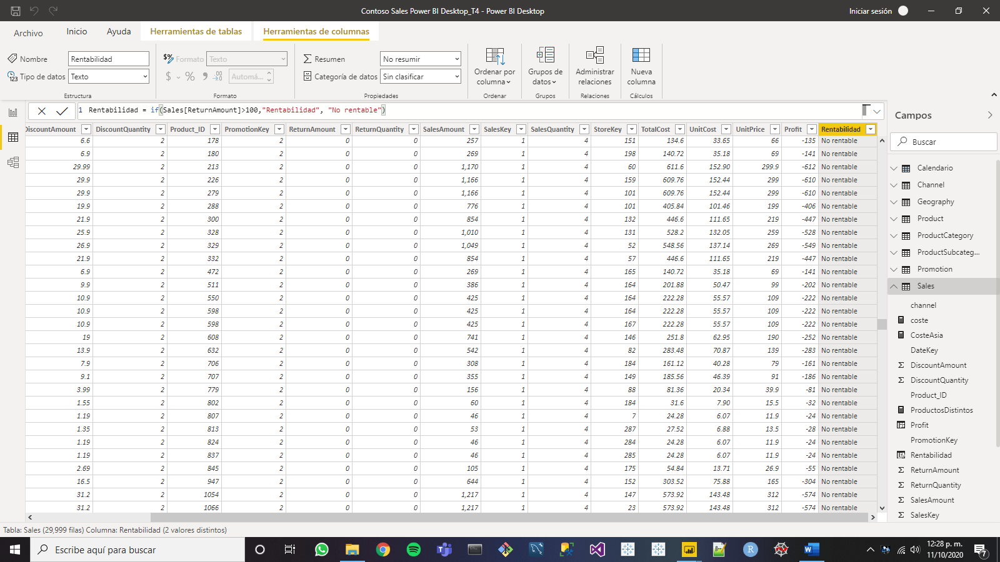 Contoso Sales Power BI Desktop_T4 - Power BI Desktop
Iniciar sesión
Archivo Inicio Ayuda Herramientas de tablas Herramientas de columnas
Nombre Rentabilidad
Tipo de datos Texto
Estructura
Formato Texto
$ % 9 .00 Automá...
Formato
Resumen No resumir
Categoría de datos Sin clasificar
Propiedades
Ordenar por columna
Ordenar
Grupos de datos
Grupos
Administrar relaciones
Relaciones
Nueva columna
Cálculos
1 Rentabilidad = if(Sales[ReturnAmount]>100,"Rentabilidad", "No rentable")
DiscountAmount DiscountQuantity Product_ID PromotionKey ReturnAmount ReturnQuantity SalesAmount SalesKey SalesQuantity StoreKey TotalCost UnitCost UnitPrice Profit Rentabilidad
6.6 2 178 2 0 0 257 1 4 151 134.6 33.65 66 -135 No rentable
6.9 2 180 2 0 0 269 1 4 198 140.72 35.18 69 -141 No rentable
29.99 2 213 2 0 0 1,170 1 4 60 611.6 152.90 299.9 -612 No rentable
29.9 2 226 2 0 0 1,166 1 4 159 609.76 152.44 299 -610 No rentable
29.9 2 279 2 0 0 1,166 1 4 101 609.76 152.44 299 -610 No rentable
19.9 2 288 2 0 0 776 1 4 101 405.84 101.46 199 -406 No rentable
21.9 2 300 2 0 0 854 1 4 132 446.6 111.65 219 -447 No rentable
25.9 2 328 2 0 0 1,010 1 4 131 528.2 132.05 259 -528 No rentable
26.9 2 329 2 0 0 1,049 1 4 52 548.56 137.14 269 -549 No rentable
21.9 2 332 2 0 0 854 1 4 57 446.6 111.65 219 -447 No rentable
6.9 2 472 2 0 0 269 1 4 165 140.72 35.18 69 -141 No rentable
9.9 2 511 2 0 0 386 1 4 164 201.88 50.47 99 -202 No rentable
10.9 2 550 2 0 0 425 1 4 164 222.28 55.57 109 -222 No rentable
10.9 2 598 2 0 0 425 1 4 164 222.28 55.57 109 -222 No rentable
10.9 2 598 2 0 0 425 1 4 167 222.28 55.57 109 -222 No rentable
19 2 608 2 0 0 741 1 4 146 251.8 62.95 190 -252 No rentable
13.9 2 632 2 0 0 542 1 4 82 283.48 70.87 139 -283 No rentable
7.9 2 706 2 0 0 308 1 4 184 161.12 40.28 79 -161 No rentable
9.1 2 707 2 0 0 355 1 4 149 185.56 46.39 91 -186 No rentable
3.99 2 779 2 0 0 156 1 4 88 81.36 20.34 39.9 -81 No rentable
1.55 2 802 2 0 0 60 1 4 184 31.6 7.90 15.5 -32 No rentable
1.19 2 807 2 0 0 46 1 4 7 24.28 6.07 11.9 -24 No rentable
1.35 2 813 2 0 0 53 1 4 287 27.52 6.88 13.5 -28 No rentable
1.19 2 824 2 0 0 46 1 4 284 24.28 6.07 11.9 -24 No rentable
1.19 2 837 2 0 0 46 1 4 285 24.28 6.07 11.9 -24 No rentable
2.69 2 845 2 0 0 105 1 4 175 54.84 13.71 26.9 -55 No rentable
16.5 2 947 2 0 0 644 1 4 152 303.52 75.88 165 -304 No rentable
31.2 2 1054 2 0 0 1,217 1 4 147 573.92 143.48 312 -574 No rentable
31.2 2 1066 2 0 0 1,217 1 4 23 573.92 143.48 312 -574 No rentable
Campos
Buscar
Calendario
Channel
Geography
Product
ProductCategory
ProductSubcateg...
Promotion
Sales
channel
coste
CosteAsia
DateKey
DiscountAmount
DiscountQuantity
Product_ID
ProductosDistintos
Profit
PromotionKey
Rentabilidad
ReturnAmount
ReturnQuantity
SalesAmount
SalesKey
Tabla: Sales (29,999 filas) Columna: Rentabilidad (2 valores distintos)
Escribe aquí para buscar
12:28 p. m.
11/10/2020
7